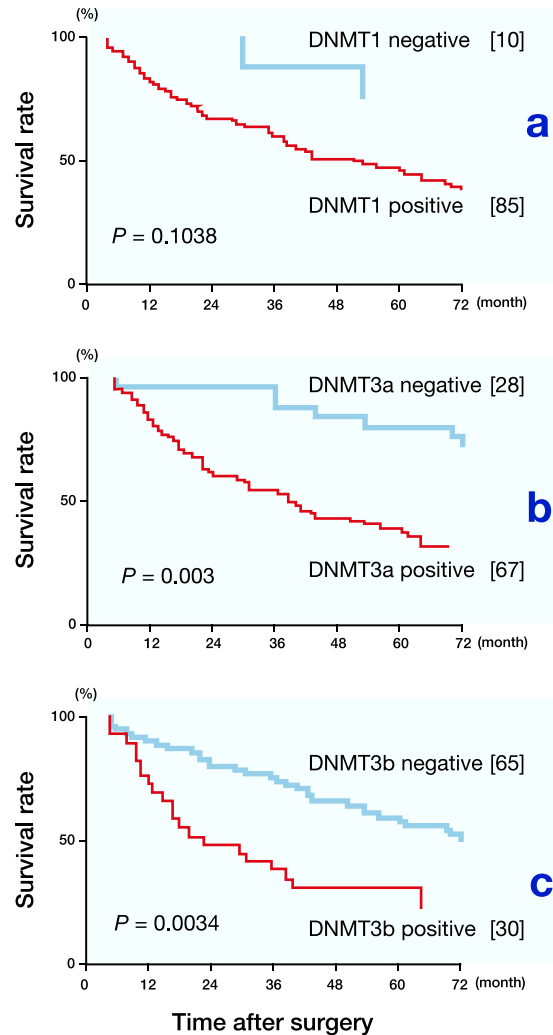 (%)
100
DNMT1 negative [10]
Survival rate
a
50
DNMT1 positive [85]
P = 0.1038
0
0 12 24 36 48 60 72 (month)
(%)
100
DNMT3a negative [28]
Survival rate
b
50
DNMT3a positive [67]
P = 0.003
0
0 12 24 36 48 60 72 (month)
(%)
100
DNMT3b negative [65]
Survival rate
50
c
P = 0.0034
DNMT3b positive [30]
0
0 12 24 36 48 60 72 (month)
Time after surgery